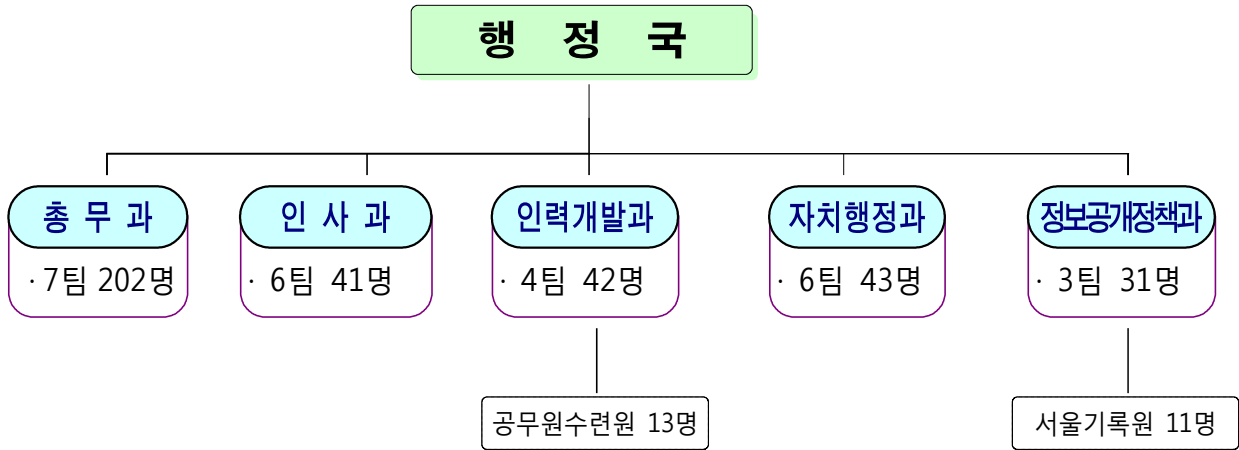 행 정 국
총 무 과
인 사 과
인력개발과
자치행정과
정보공개정책과
· 7팀 202명
· 6팀 41명
· 4팀 42명
· 6팀 43명
· 3팀 31명
공무원수련원 13명
서울기록원 11명